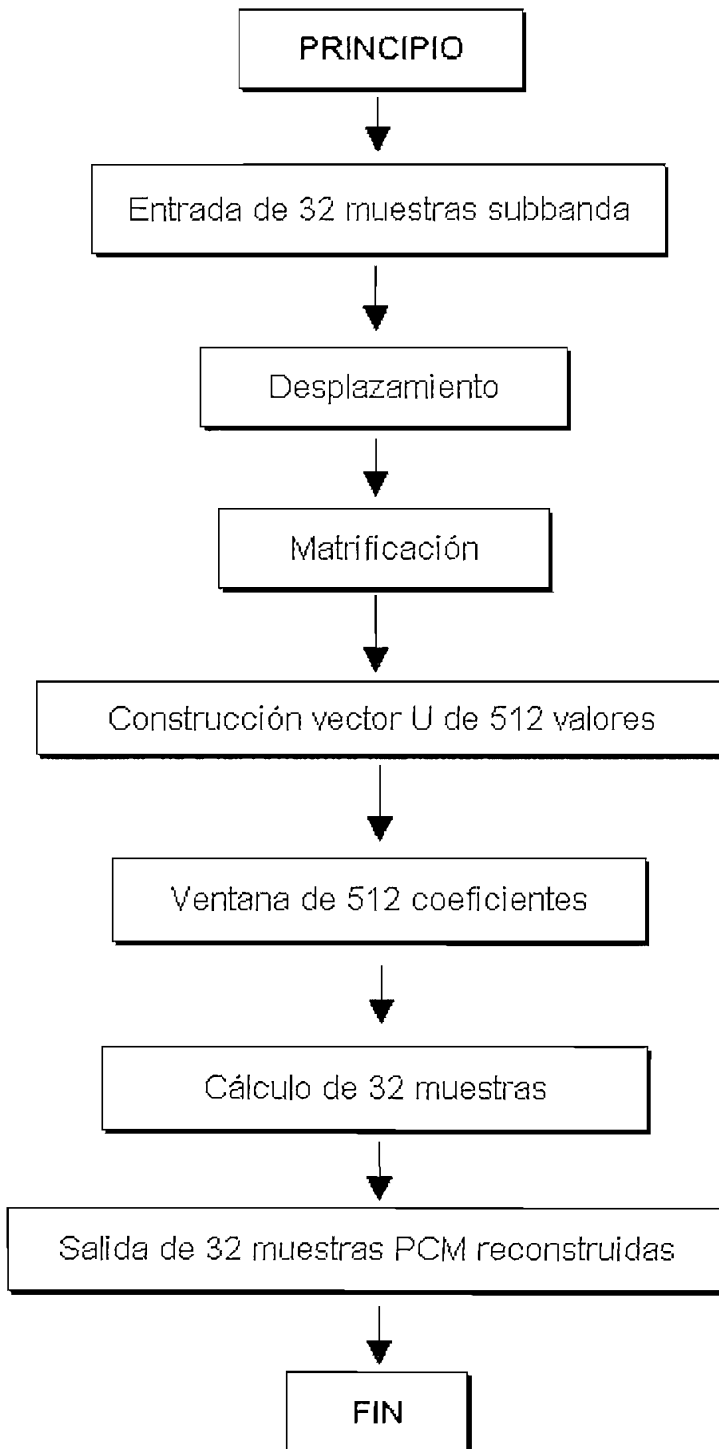 PRINCIPIO
Entrada de 32 muestras subbanda
Desplazamiento
Matrificación
Construcción vector U de 512 valores
Ventana de 512 coeficientes
Cálculo de 32 muestras
Salida de 32 muestras PCM reconstruidas
FIN